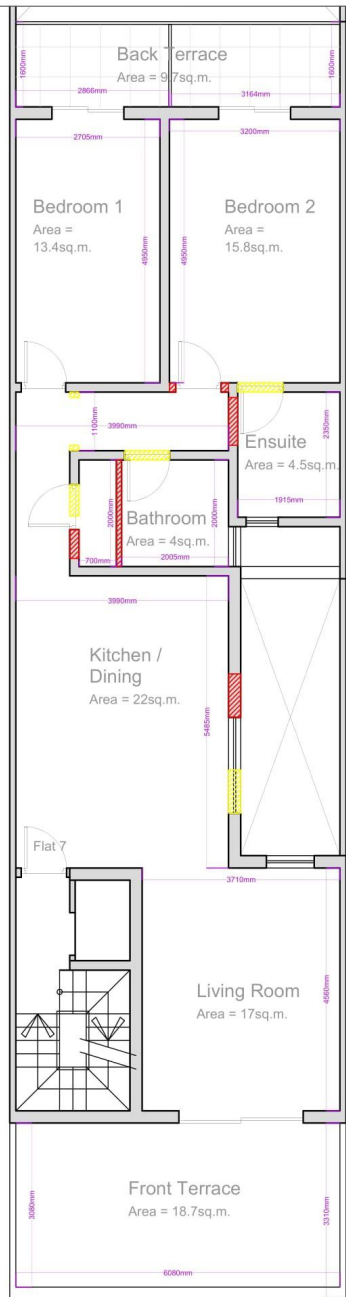 Back Terrace
Area = 9.7sq.m.
1600mm
1600mm
2866mm
3164mm
2705mm
3200mm
Bedroom 1
Area =
13.4sq.m.
Bedroom 2
Area =
15.8sq.m.
4950mm
4950mm
1100mm
3990mm
2350mm
Ensuite
Area = 4.5sq.m.
1915mm
2000mm
Bathroom
Area = 4sq.m.
2000mm
700mm
2005mm
3990mm
Kitchen /
Dining
Area = 22sq.m.
5485mm
Flat 7
3710mm
Living Room
Area = 17sq.m.
4560mm
Front Terrace
Area = 18.7sq.m.
3080mm
3310mm
6080mm